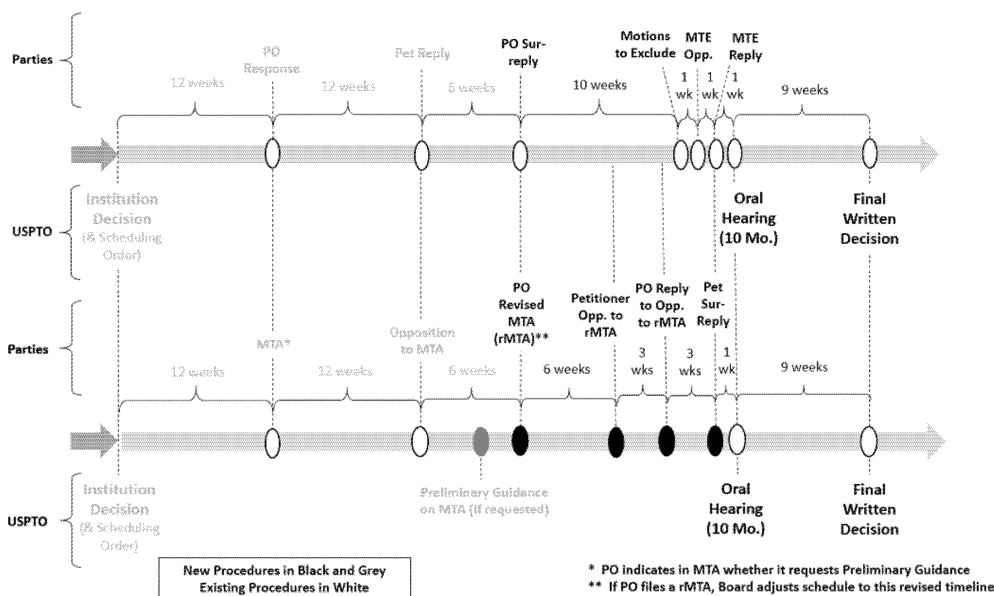 Parties
PO
Response
Pet Reply
PO Sur-
reply
Motions
to Exclude
MTE
Opp.
MTE
Reply
12 weeks
12 weeks
6 weeks
10 weeks
1
wk
1
wk
1
wk
9 weeks
USPTO
Institution
Decision
(& Scheduling
Order)
Oral
Hearing
(10 Mo.)
Final
Written
Decision
Parties
MTA*
Opposition
to MTA
PO
Revised
MTA
(rMTA)**
Petitioner
Opp. to
rMTA
PO Reply
to Opp.
to rMTA
Pet
Sur-
Reply
12 weeks
12 weeks
6 weeks
6 weeks
3
wks
3
wks
1
wk
9 weeks
USPTO
Institution
Decision
(& Scheduling
Order)
Preliminary Guidance
on MTA (if requested)
Oral
Hearing
(10 Mo.)
Final
Written
Decision
New Procedures in Black and Grey
Existing Procedures in White
* PO indicates in MTA whether it requests Preliminary Guidance
** If PO files a rMTA, Board adjusts schedule to this revised timeline